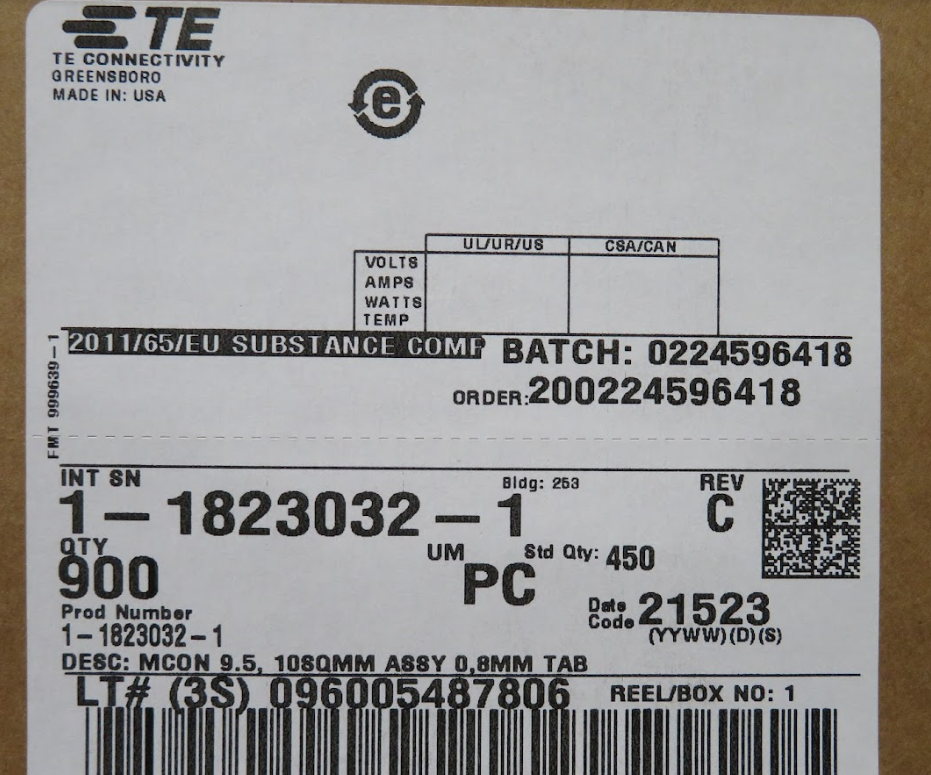 TE
TE CONNECTIVITY
GREENSBORO
MADE IN: USA
e
UL/UR/US CSA/CAN
VOLTS
AMPS
WATTS
TEMP
2011/65/EU SUBSTANCE COMP BATCH: 0224596418
ORDER:200224596418
FMT 999639-1
INT SN Bldg: 253 REV
1-1823032-1 C
QTY UM Std Qty: 450
900 PC
Prod Number Date Code 21523
1-1823032-1 (YYWW)(D)(S)
DESC: MCON 9.5, 10SQMM ASSY 0,8MM TAB
LT# (3S) 096005487806 REEL/BOX NO: 1